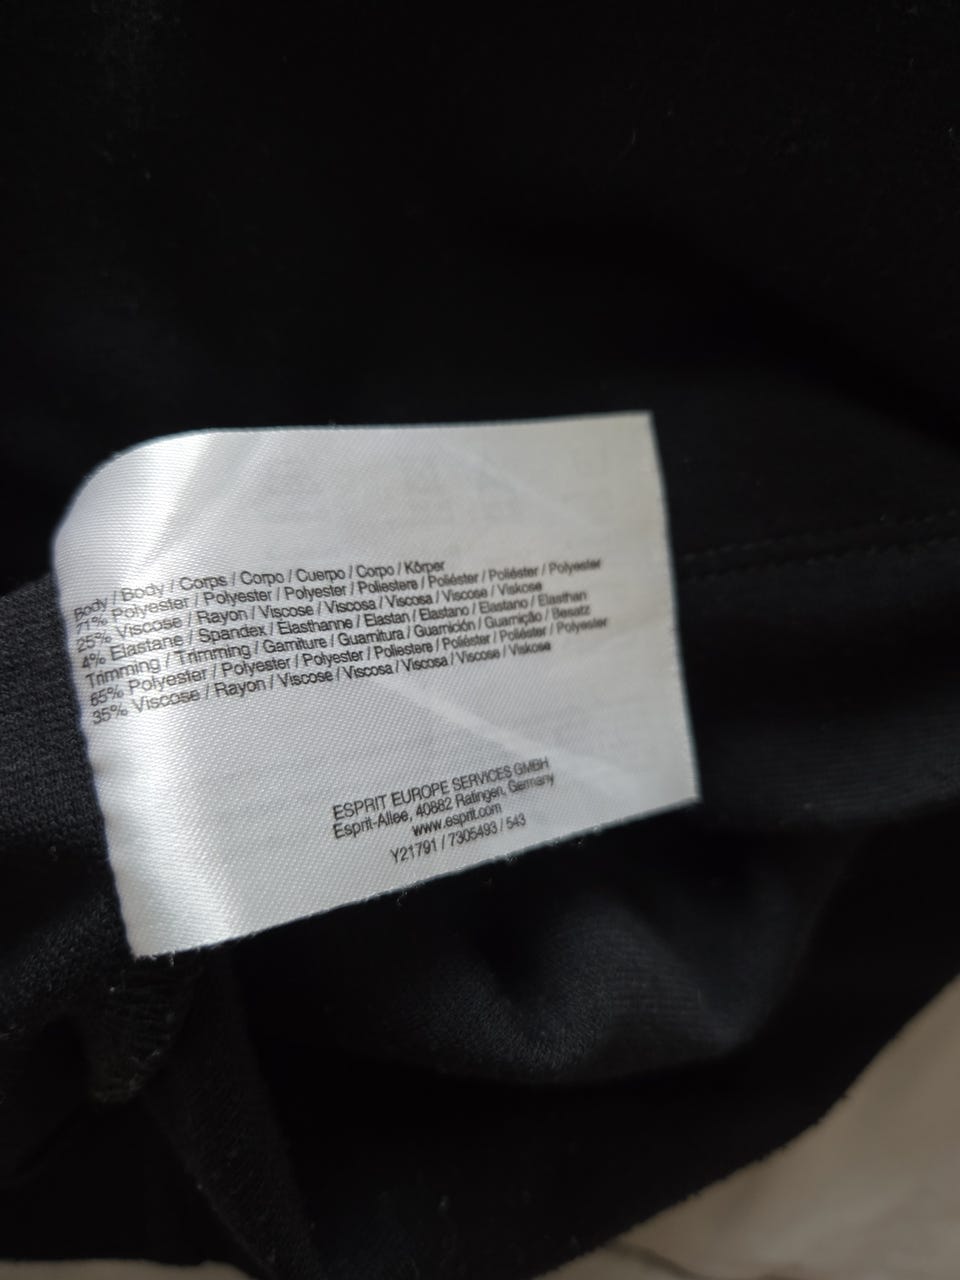 Body / Body / Corps / Corpo / Cuerpo / Corpo / Körper
71% Polyester / Polyester / Polyester / Poliestere / Poliéster / Poliéster / Polyester
25% Viscose / Rayon / Viscose / Viscosa / Viscosa / Viscose / Viskose
4% Elastane / Spandex / Élasthanne / Elastan / Elastano / Elastano / Elasthan
Trimming / Trimming / Garniture / Guarnitura / Guarnición / Guarnição / Besatz
65% Polyester / Polyester / Polyester / Poliestere / Poliéster / Poliéster / Polyester
35% Viscose / Rayon / Viscose / Viscosa / Viscosa / Viscose / Viskose
ESPRIT EUROPE SERVICES GMBH
Esprit-Allee, 40882 Ratingen, Germany
www.esprit.com
Y21791 / 7305493 / 543